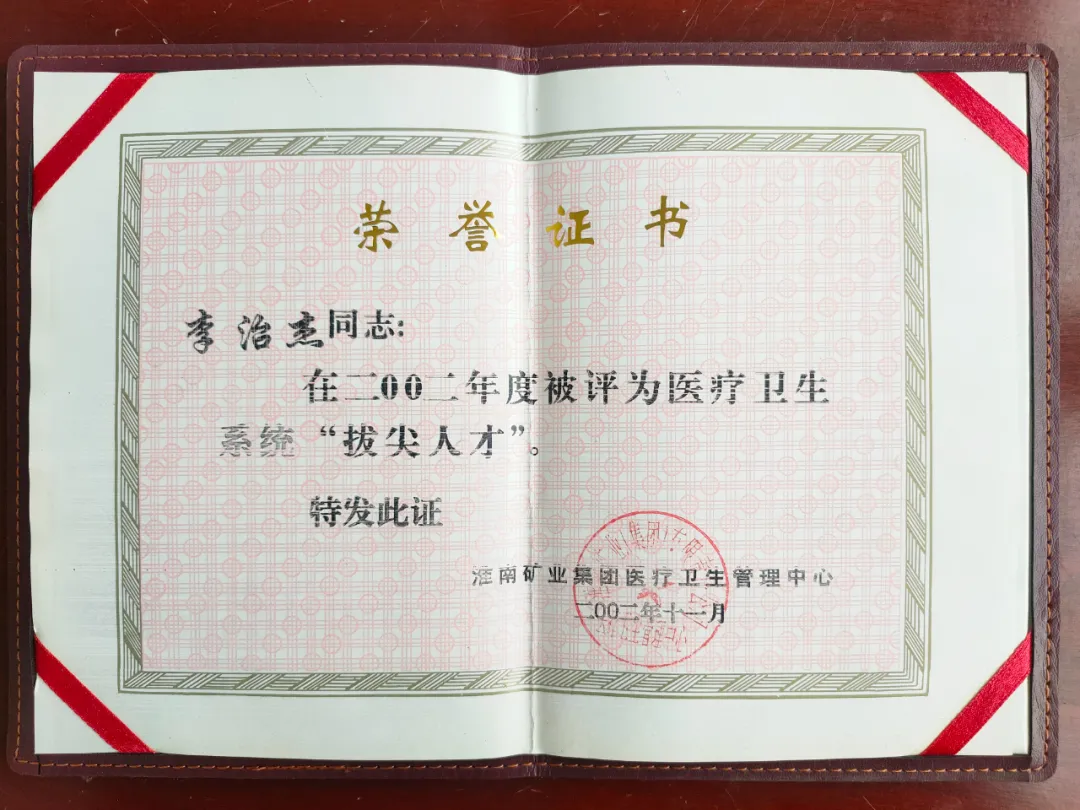 荣誉证书
李治杰同志:
在二00二年度被评为医疗卫生
系统“拔尖人才”。
特发此证
淮南矿业集团医疗卫生管理中心
二00二年十一月